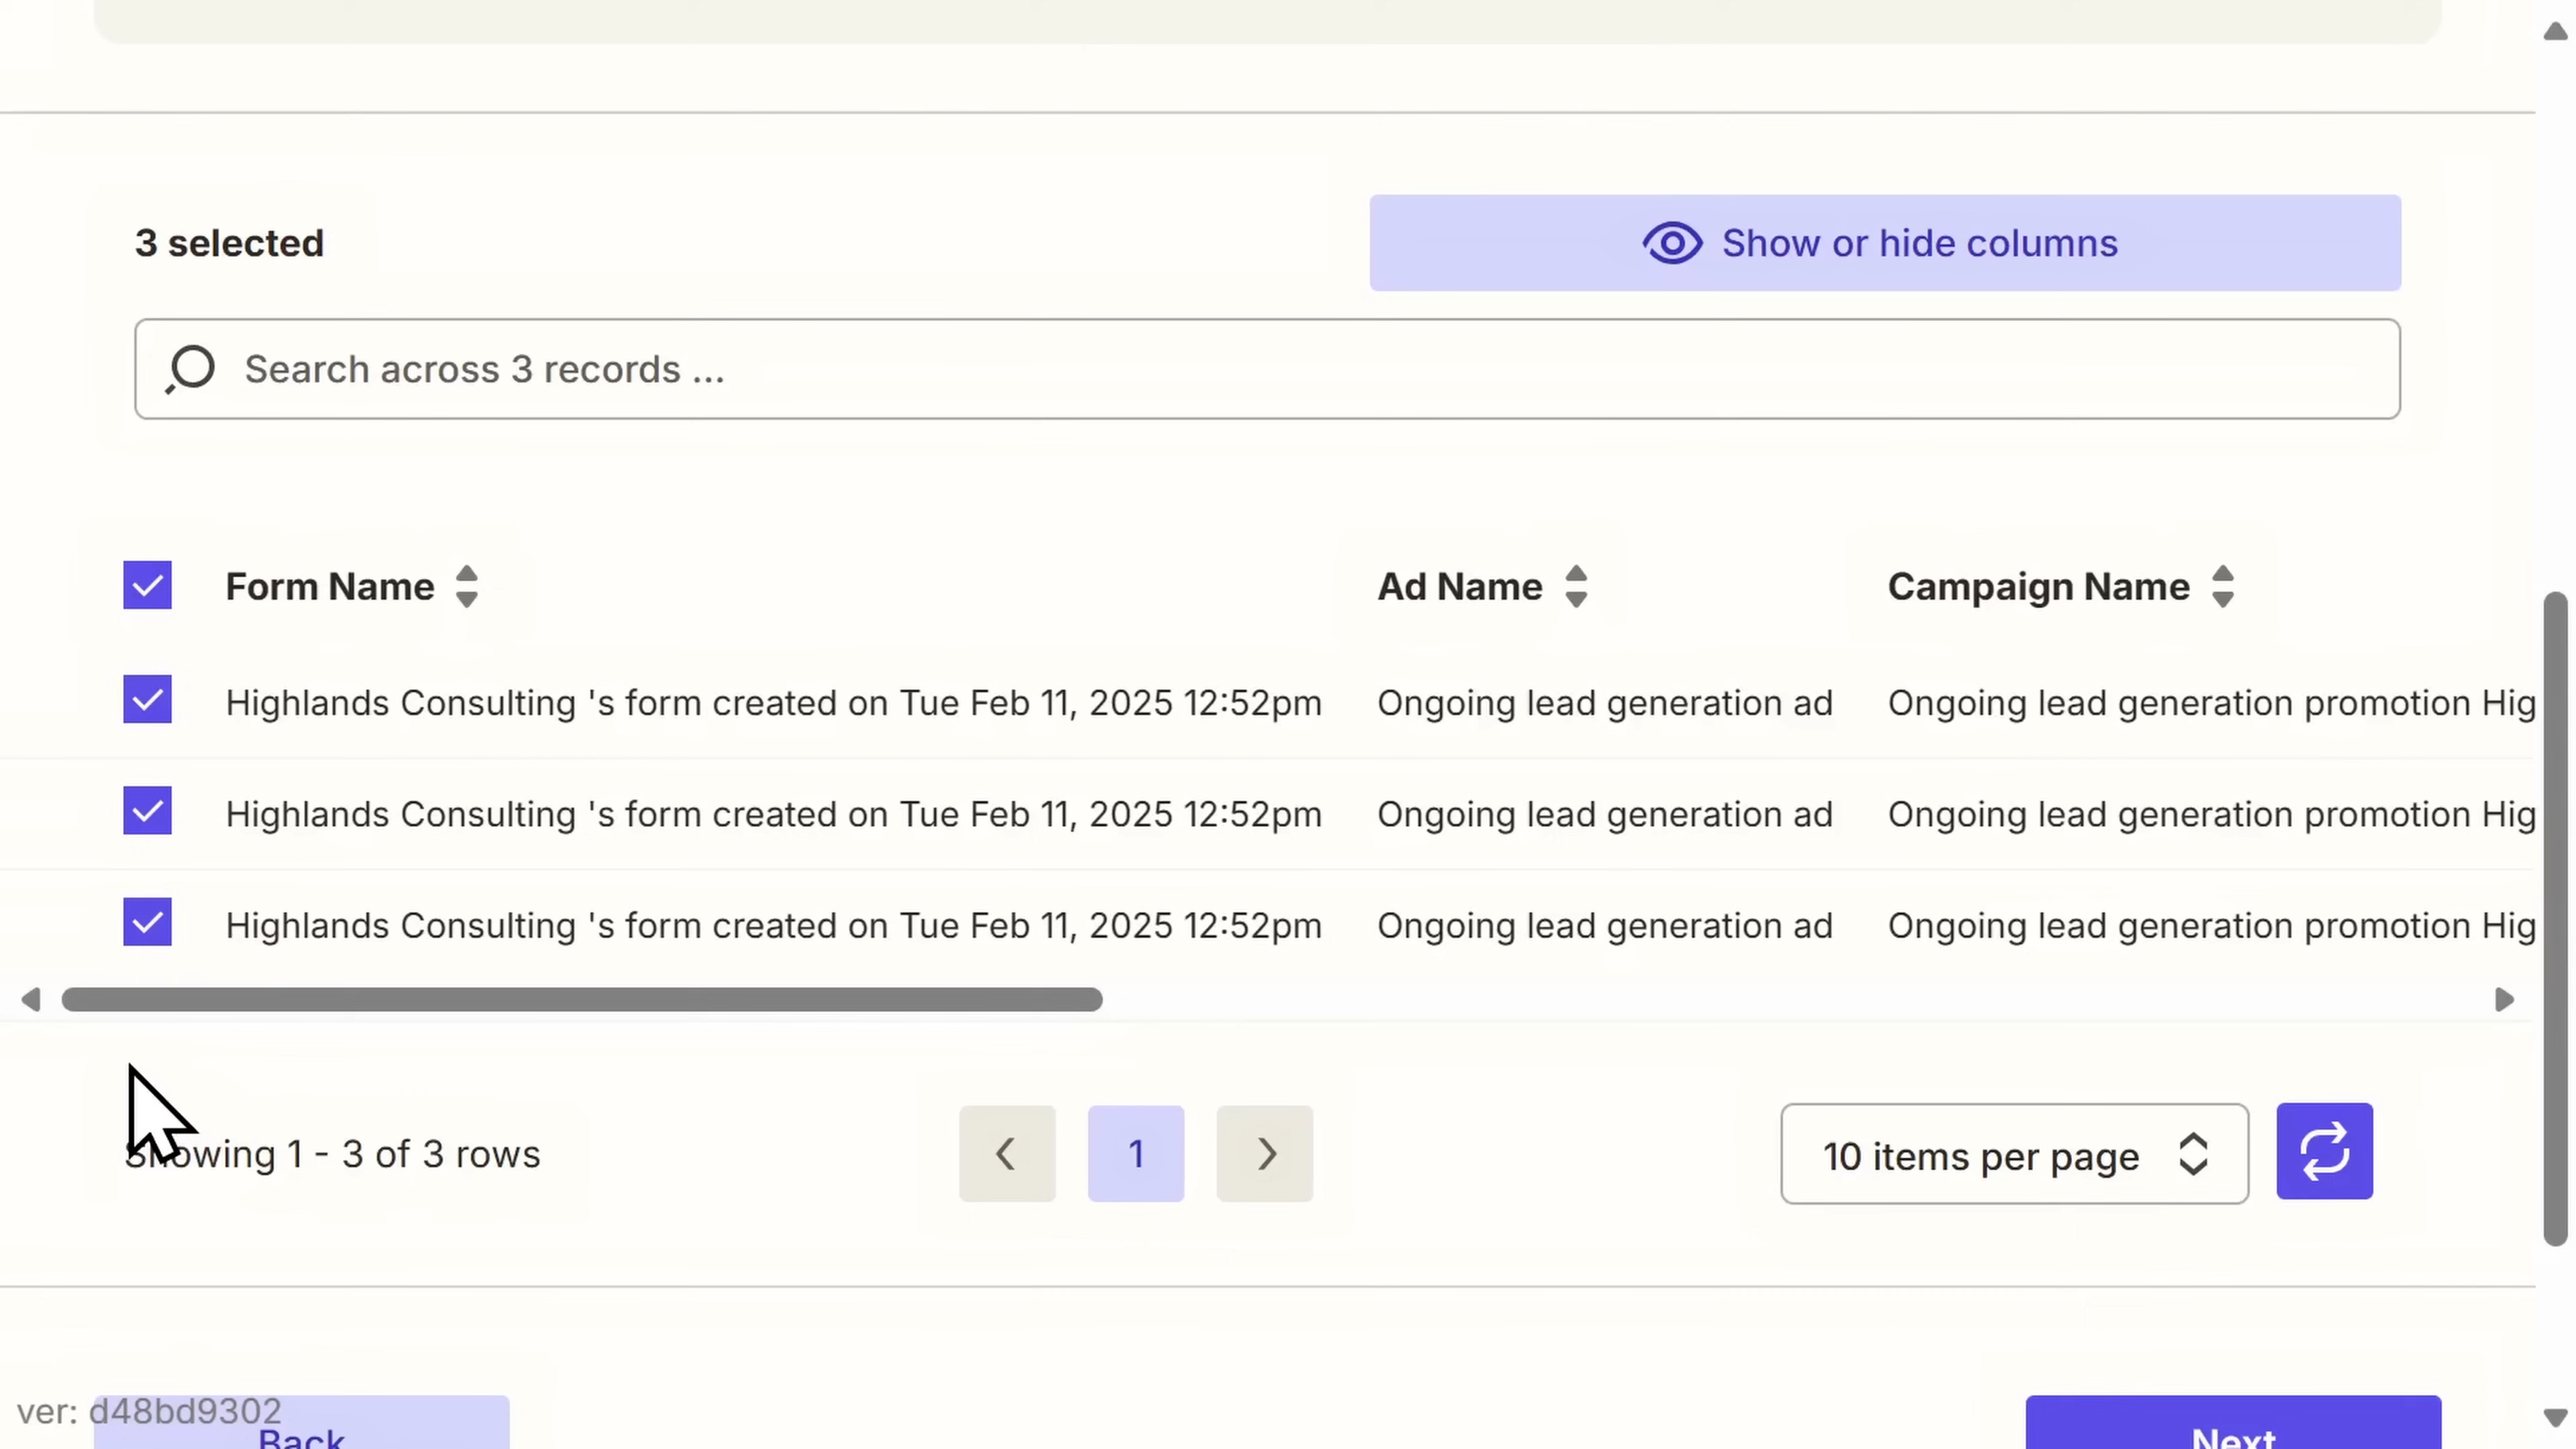 3 selected
Show or hide columns
Search across 3 records ...
Form Name Ad Name Campaign Name
Highlands Consulting 's form created on Tue Feb 11, 2025 12:52pm Ongoing lead generation ad Ongoing lead generation promotion Hig
Highlands Consulting 's form created on Tue Feb 11, 2025 12:52pm Ongoing lead generation ad Ongoing lead generation promotion Hig
Highlands Consulting 's form created on Tue Feb 11, 2025 12:52pm Ongoing lead generation ad Ongoing lead generation promotion Hig
Showing 1 - 3 of 3 rows 1 10 items per page
ver: d48bd9302
Back Next